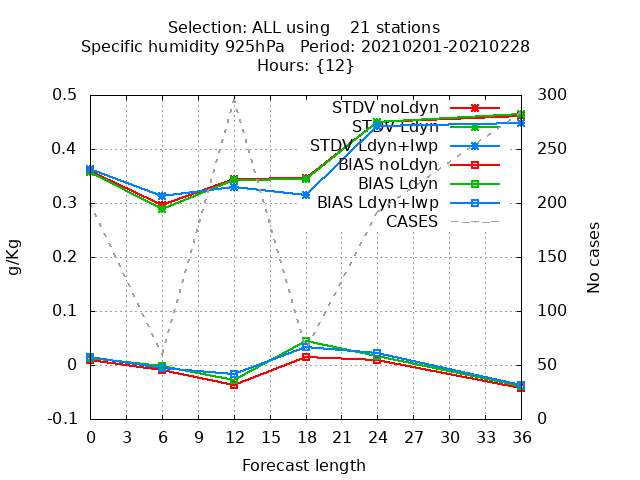 Selection: ALL using 21 stations
Specific humidity 925hPa Period: 20210201-20210228
Hours: {12}
0.5
0.4
0.3
0.2
0.1
0
-0.1
g/Kg
STDV noLdyn
STDV Ldyn
STDV Ldyn+lwp
BIAS noLdyn
BIAS Ldyn
BIAS Ldyn+lwp
CASES
300
250
200
150
100
50
0
No cases
0 3 6 9 12 15 18 21 24 27 30 33 36
Forecast length